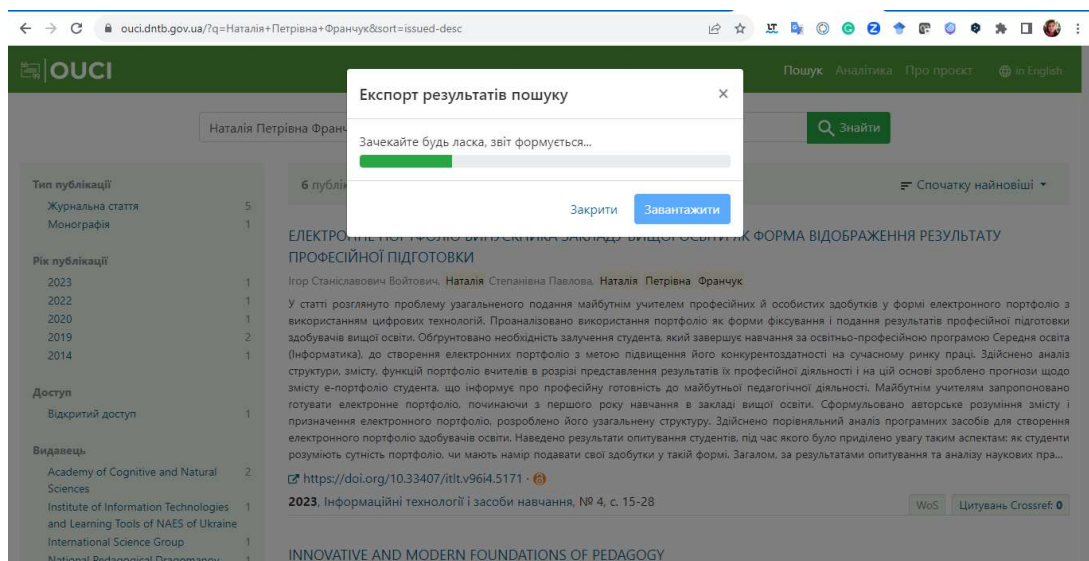 ouci.dntb.gov.ua/?q=Наталія+Петрівна+Франчук&sort=issued-desc
OUCI
Пошук Аналітика Про проєкт in English
Експорт результатів пошуку
Наталія Петрівна Франч
Знайти
Зачекайте будь ласка, звіт формується...
Закрити Завантажити
Тип публікації
Журнальна стаття 5
Монографія 1
Рік публікації
2023 1
2022 1
2020 1
2019 2
2014 1
Доступ
Відкритий доступ 1
Видавець
Academy of Cognitive and Natural 2
Sciences
Institute of Information Technologies 1
and Learning Tools of NAES of Ukraine
International Science Group 1
National Pedagogical Dragomanov 1
6 публік
Спочатку найновіші
ЕЛЕКТРОННЕ ПОРТФОЛІО ВИПУСКНИКА ЗАКЛАДУ ВИЩОЇ ОСВІТИ ЯК ФОРМА ВІДОБРАЖЕННЯ РЕЗУЛЬТАТУ
ПРОФЕСІЙНОЇ ПІДГОТОВКИ
Ігор Станіславович Войтович, Наталія Степанівна Павлова, Наталія Петрівна Франчук
У статті розглянуто проблему узагальненого подання майбутнім учителем професійних й особистих здобутків у формі електронного портфоліо з
використанням цифрових технологій. Проаналізовано використання портфоліо як форми фіксування і подання результатів професійної підготовки
здобувачів вищої освіти. Обґрунтовано необхідність залучення студента, який завершує навчання за освітньо-професійною програмою Середня освіта
(Інформатика), до створення електронних портфоліо з метою підвищення його конкурентоздатності на сучасному ринку праці. Здійснено аналіз
структури, змісту, функцій портфоліо вчителів в розрізі представлення результатів їх професійної діяльності і на цій основі зроблено прогнози щодо
змісту е-портфоліо студента, що інформує про професійну готовність до майбутньої педагогічної діяльності. Майбутнім учителям запропоновано
готувати електронне портфоліо, починаючи з першого року навчання в закладі вищої освіти. Сформульовано авторське розуміння змісту і
призначення електронного портфоліо, розроблено його узагальнену структуру. Здійснено порівняльний аналіз програмних засобів для створення
електронного портфоліо здобувачів освіти. Наведено результати опитування студентів, під час якого було приділено увагу таким аспектам: як студенти
розуміють сутність портфоліо, чи мають намір подавати свої здобутки у такій формі. Загалом, за результатами опитування та аналізу наукових пра...
https://doi.org/10.33407/itlt.v96i4.5171 ·
2023, Інформаційні технології і засоби навчання, № 4, с. 15-28
WoS Цитувань Crossref: 0
INNOVATIVE AND MODERN FOUNDATIONS OF PEDAGOGY